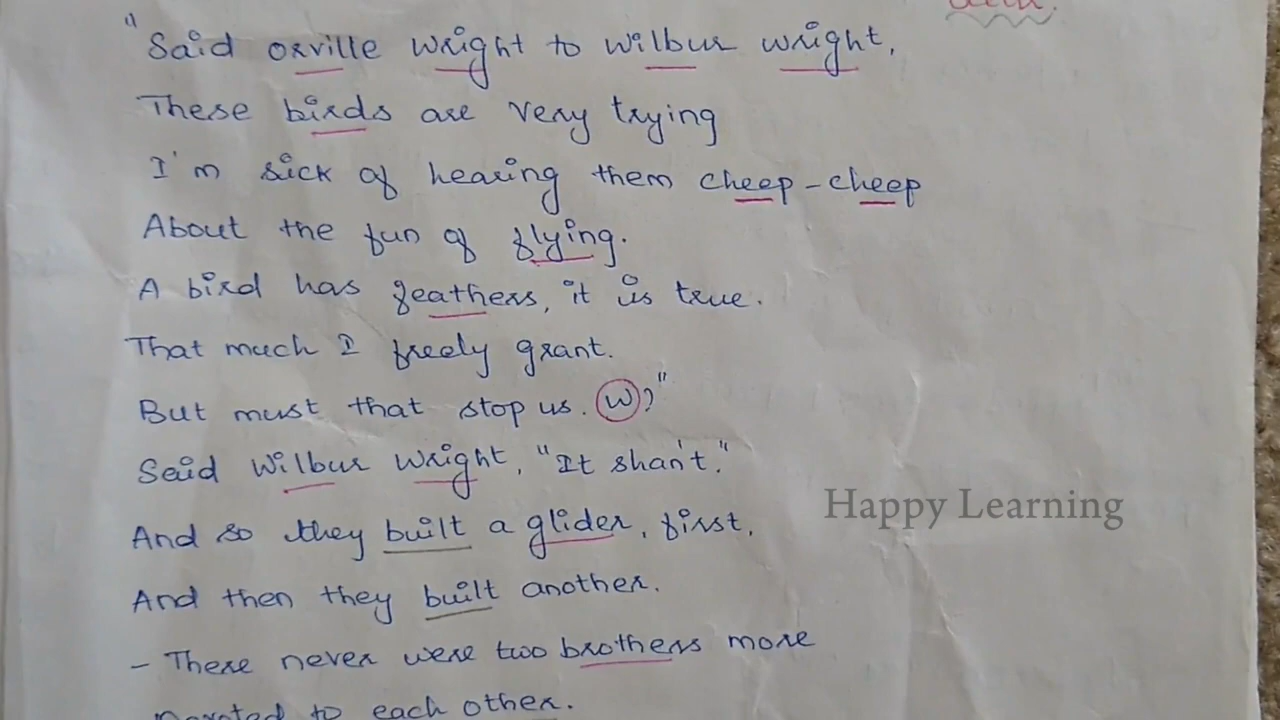 "Said orville wright to wilbur wright,
These birds are very trying
I'm sick of hearing them cheep-cheep
About the fun of flying.
A bird has feathers, it is true.
That much I freely grant.
But must that stop us. W?"
Said wilbur wright, "It shan't."
Happy Learning
And so they built a glider, first,
And then they built another.
- There never were two brothers more
Devoted to each other.